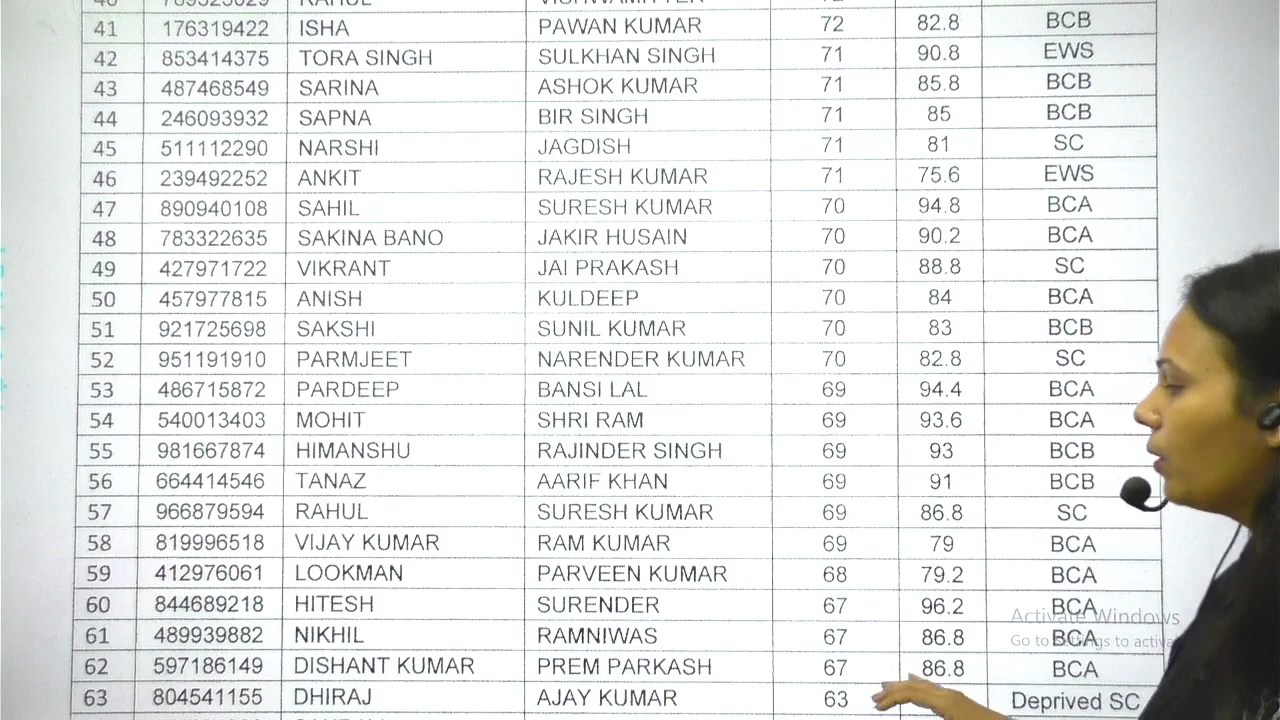 41 176319422 ISHA PAWAN KUMAR 72 82.8 BCB
42 853414375 TORA SINGH SULKHAN SINGH 71 90.8 EWS
43 487468549 SARINA ASHOK KUMAR 71 85.8 BCB
44 246093932 SAPNA BIR SINGH 71 85 BCB
45 511112290 NARSHI JAGDISH 71 81 SC
46 239492252 ANKIT RAJESH KUMAR 71 75.6 EWS
47 890940108 SAHIL SURESH KUMAR 70 94.8 BCA
48 783322635 SAKINA BANO JAKIR HUSAIN 70 90.2 BCA
49 427971722 VIKRANT JAI PRAKASH 70 88.8 SC
50 457977815 ANISH KULDEEP 70 84 BCA
51 921725698 SAKSHI SUNIL KUMAR 70 83 BCB
52 951191910 PARMJEET NARENDER KUMAR 70 82.8 SC
53 486715872 PARDEEP BANSI LAL 69 94.4 BCA
54 540013403 MOHIT SHRI RAM 69 93.6 BCA
55 981667874 HIMANSHU RAJINDER SINGH 69 93 BCB
56 664414546 TANAZ AARIF KHAN 69 91 BCB
57 966879594 RAHUL SURESH KUMAR 69 86.8 SC
58 819996518 VIJAY KUMAR RAM KUMAR 69 79 BCA
59 412976061 LOOKMAN PARVEEN KUMAR 68 79.2 BCA
60 844689218 HITESH SURENDER 67 96.2 BCA
Activate Windows
61 489939882 NIKHIL RAMNIWAS 67 86.8 BCA
Go to Settings to activa
62 597186149 DISHANT KUMAR PREM PARKASH 67 86.8 BCA
63 804541155 DHIRAJ AJAY KUMAR 63 Deprived SC